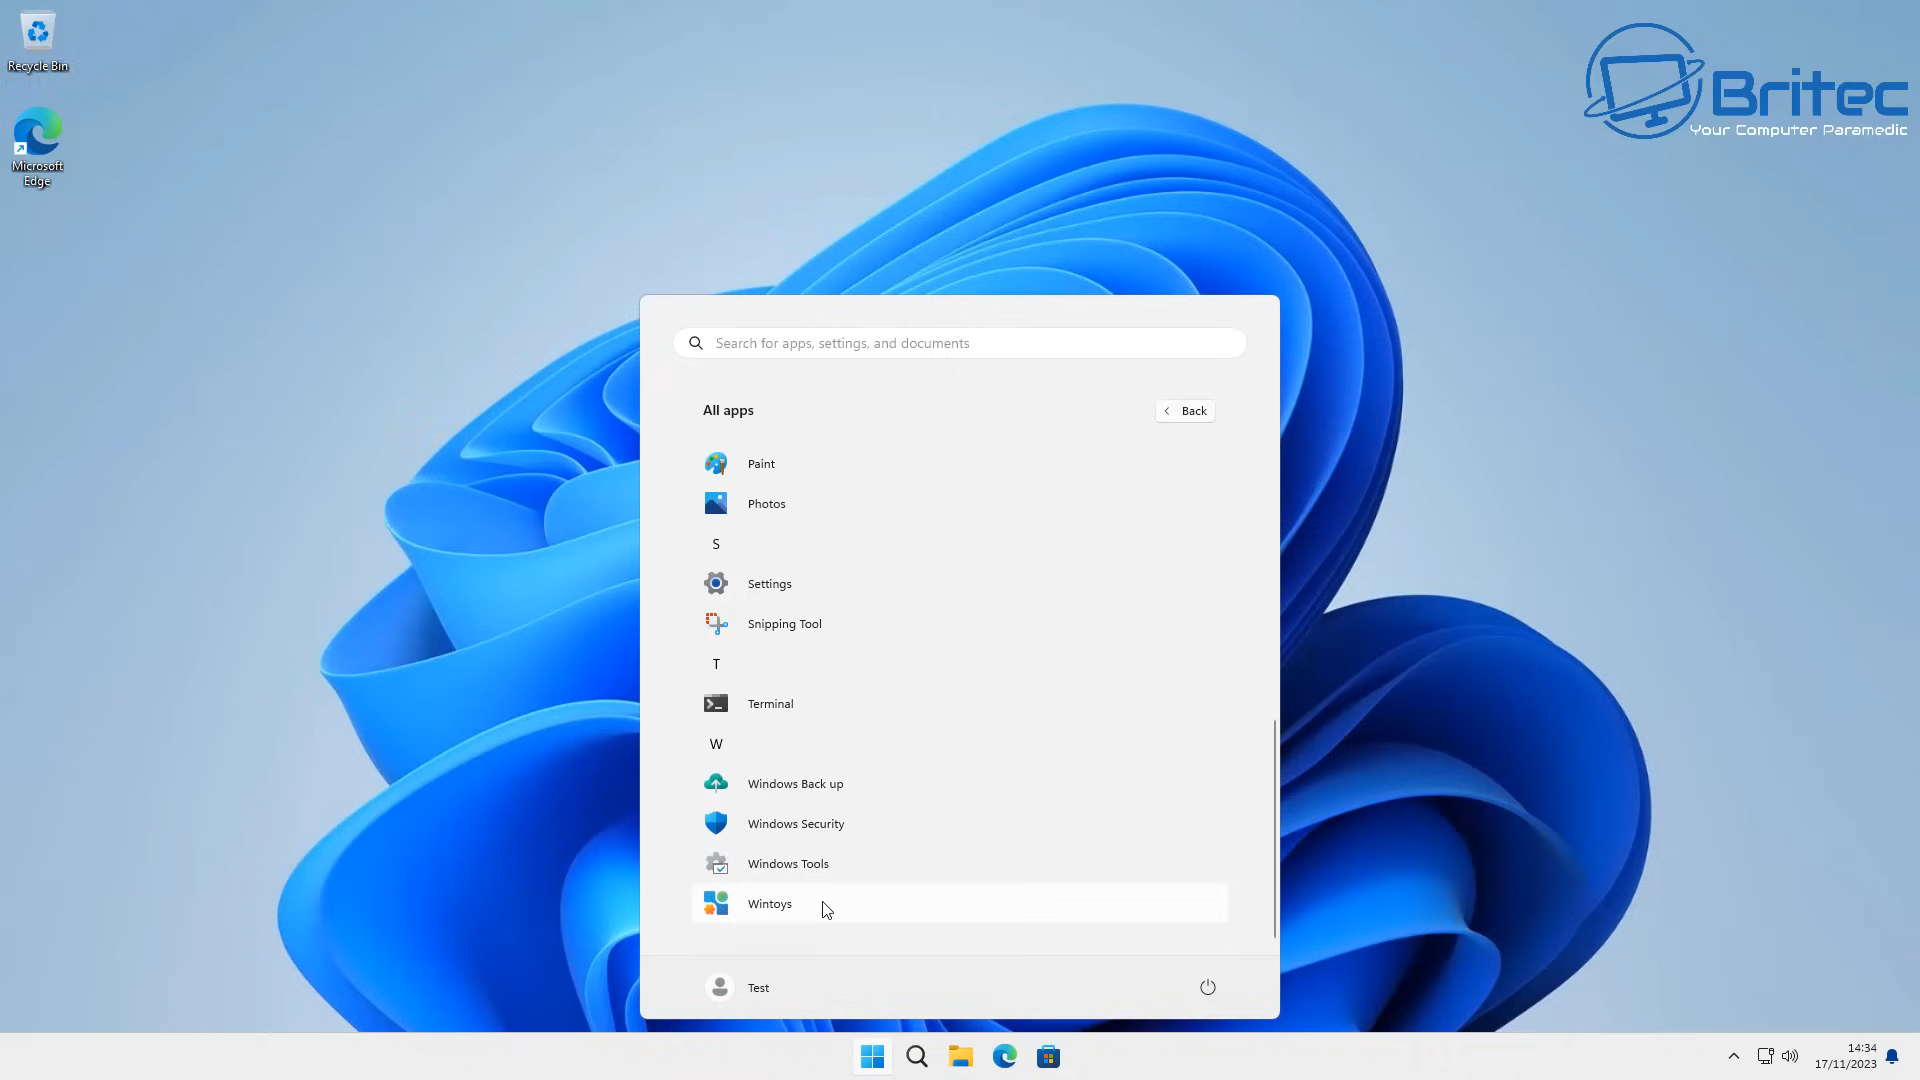 Recycle Bin
Microsoft
Edge
Britec
Your Computer Paramedic
Search for apps, settings, and documents
All apps
Back
Paint
Photos
S
Settings
Snipping Tool
T
Terminal
W
Windows Back up
Windows Security
Windows Tools
Wintoys
Test
14:34
17/11/2023